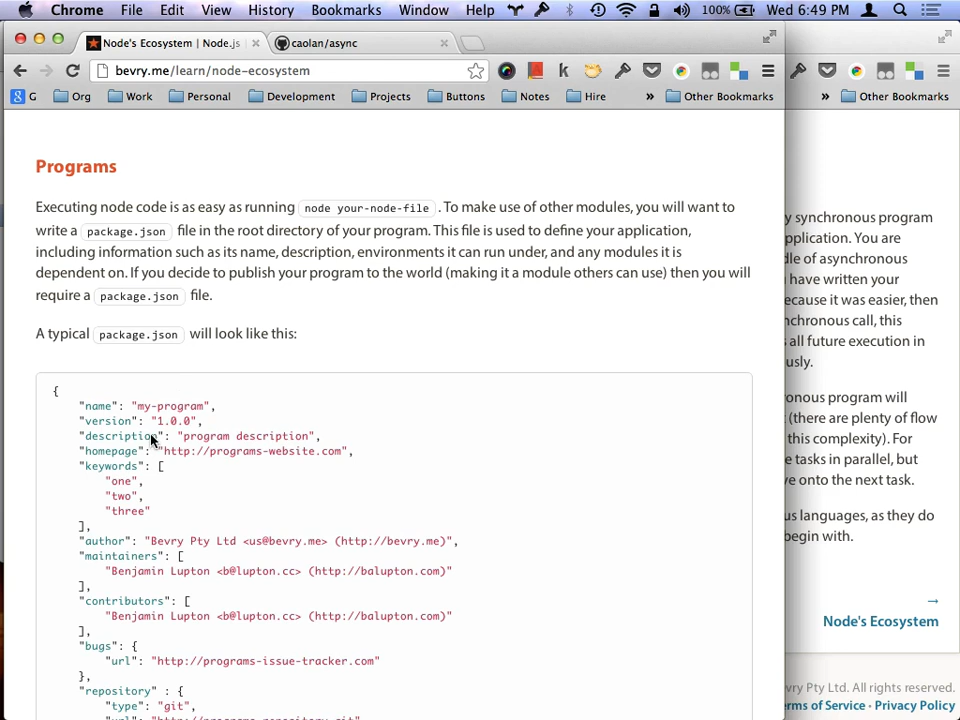 Chrome File Edit View History Bookmarks Window Help 100% Wed 6:49 PM
Node's Ecosystem | Node.js caolan/async
bevry.me/learn/node-ecosystem
G Org Work Personal Development Projects Buttons Notes Hire » Other Bookmarks » Other Bookmarks
Programs
Executing node code is as easy as running node your-node-file . To make use of other modules, you will want to
write a package.json file in the root directory of your program. This file is used to define your application,
including information such as its name, description, environments it can run under, and any modules it is
dependent on. If you decide to publish your program to the world (making it a module others can use) then you will
require a package.json file.
A typical package.json will look like this:
{
"name": "my-program",
"version": "1.0.0",
"description": "program description",
"homepage": "http://programs-website.com",
"keywords": [
"one",
"two",
"three"
],
"author": "Bevry Pty Ltd <us@bevry.me> (http://bevry.me)",
"maintainers": [
"Benjamin Lupton <b@lupton.cc> (http://balupton.com)"
],
"contributors": [
"Benjamin Lupton <b@lupton.cc> (http://balupton.com)"
],
"bugs": {
"url": "http://programs-issue-tracker.com"
},
"repository" : {
"type": "git",
y synchronous program
pplication. You are
dle of asynchronous
have written your
ecause it was easier, then
nchronous call, this
s all future execution in
usly.
onous program will
(there are plenty of flow
this complexity). For
e tasks in parallel, but
ve onto the next task.
us languages, as they do
begin with.
→
Node's Ecosystem
vry Pty Ltd. All rights reserved.
erms of Service · Privacy Policy